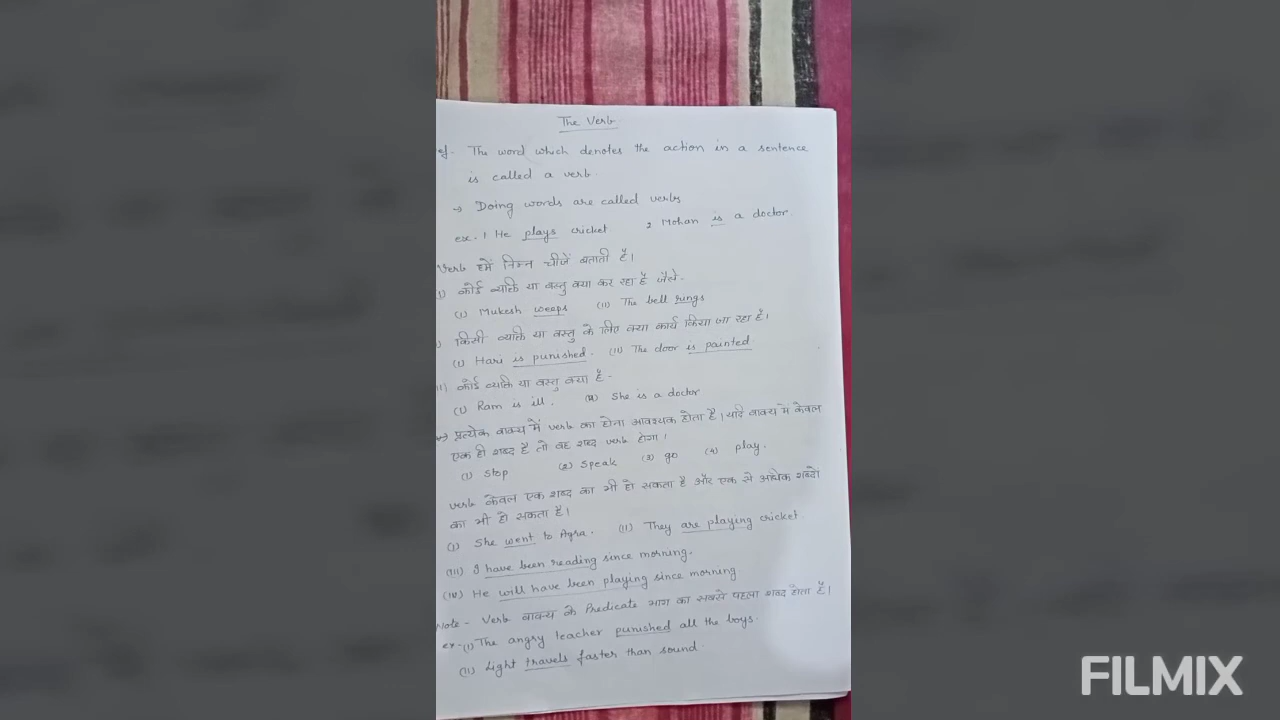 The Verb
ef- The word which denotes the action in a sentence
is called a verb
→ Doing words are called verbs
ex. 1 He plays cricket 2 Mohan is a doctor.
Verb हमें निम्न चीजें बताती है।
) कोई व्यक्ति या वस्तु क्या कर रहा है जैसे-
(I) Mukesh weeps (II) The bell rings
) किसी व्यक्ति या वस्तु के लिए क्या कार्य किया जा रहा है।
(I) Hari is punished. (II) The door is painted
II) कोई व्यक्ति या वस्तु क्या है-
(I) Ram is ill. (II) She is a doctor
→ प्रत्येक वाक्य में verb का होना आवश्यक होता है। यदि वाक्य में केवल
एक ही शब्द है तो वह शब्द verb होगा।
(1) Stop (2) Speak (3) go (4) play.
verb केवल एक शब्द का भी हो सकता है और एक से अधिक शब्दो
का भी हो सकता है।
(I) She went to Agra. (II) They are playing cricket
(III) I have been reading since morning.
(IV) He will have been playing since morning
Note- Verb वाक्य के Predicate भाग का सबसे पहला शब्द होता है।
ex-(I) The angry teacher punished all the boys.
(II) Light travels faster than sound.
FILMIX